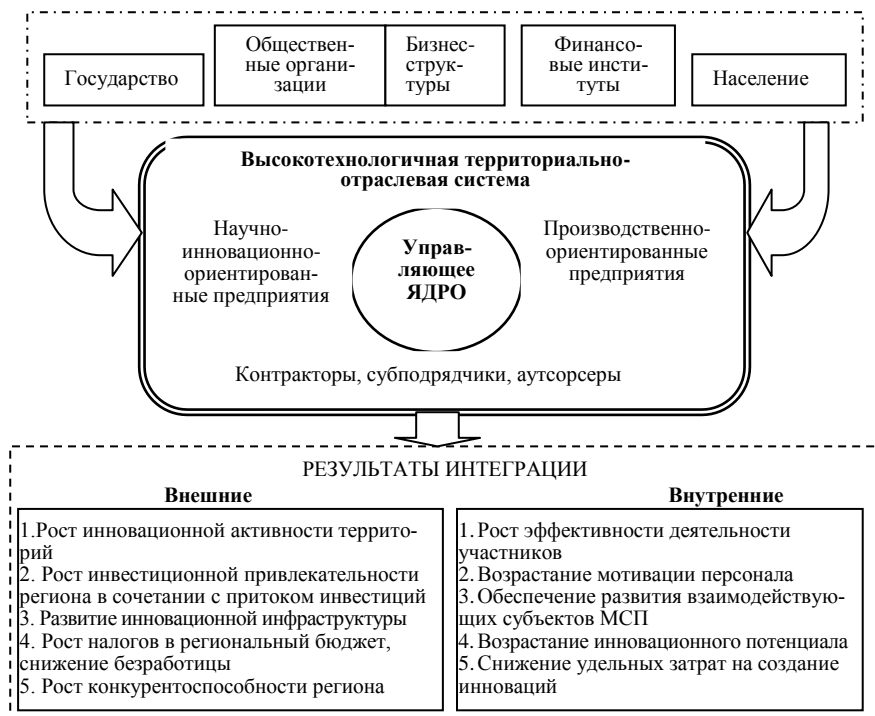 Государство
Обществен-
ные органи-
зации
Бизнес-
струк-
туры
Финансо-
вые инсти-
туты
Население
Высокотехнологичная территориально-
отраслевая система
Научно-
инновационно-
ориентирован-
ные предприятия
Управ-
ляющее
ЯДРО
Производственно-
ориентированные
предприятия
Контракторы, субподрядчики, аутсорсеры
РЕЗУЛЬТАТЫ ИНТЕГРАЦИИ
Внешние
1.Рост инновационной активности террито-
рий
2. Рост инвестиционной привлекательности
региона в сочетании с притоком инвестиций
3. Развитие инновационной инфраструктуры
4. Рост налогов в региональный бюджет,
снижение безработицы
5. Рост конкурентоспособности региона
Внутренние
1. Рост эффективности деятельности
участников
2. Возрастание мотивации персонала
3. Обеспечение развития взаимодействую-
щих субъектов МСП
4. Возрастание инновационного потенциала
5. Снижение удельных затрат на создание
инноваций